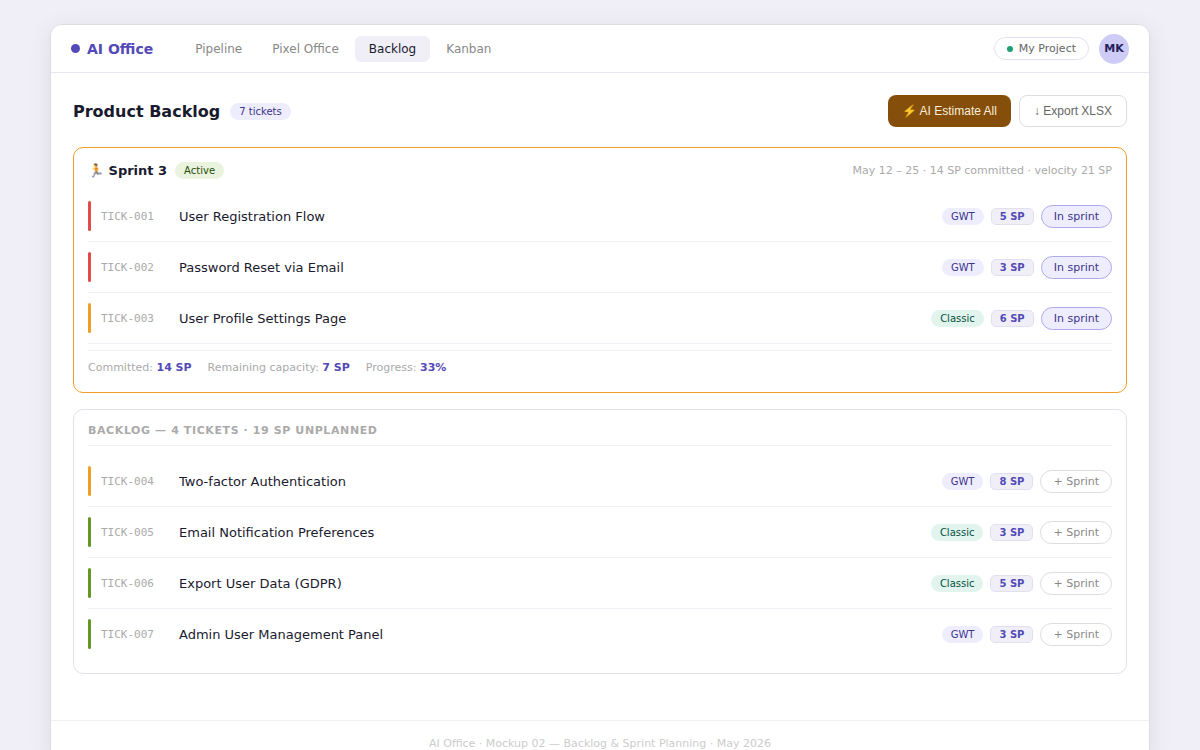 AI Office Pipeline Pixel Office Backlog Kanban My Project MK
Product Backlog 7 tickets ⚡ AI Estimate All ↓ Export XLSX
🏃 Sprint 3 Active May 12 – 25 · 14 SP committed · velocity 21 SP
TICK-001 User Registration Flow GWT 5 SP In sprint
TICK-002 Password Reset via Email GWT 3 SP In sprint
TICK-003 User Profile Settings Page Classic 6 SP In sprint
Committed: 14 SP Remaining capacity: 7 SP Progress: 33%
BACKLOG — 4 TICKETS · 19 SP UNPLANNED
TICK-004 Two-factor Authentication GWT 8 SP + Sprint
TICK-005 Email Notification Preferences Classic 3 SP + Sprint
TICK-006 Export User Data (GDPR) Classic 5 SP + Sprint
TICK-007 Admin User Management Panel GWT 3 SP + Sprint
AI Office · Mockup 02 — Backlog & Sprint Planning · May 2026